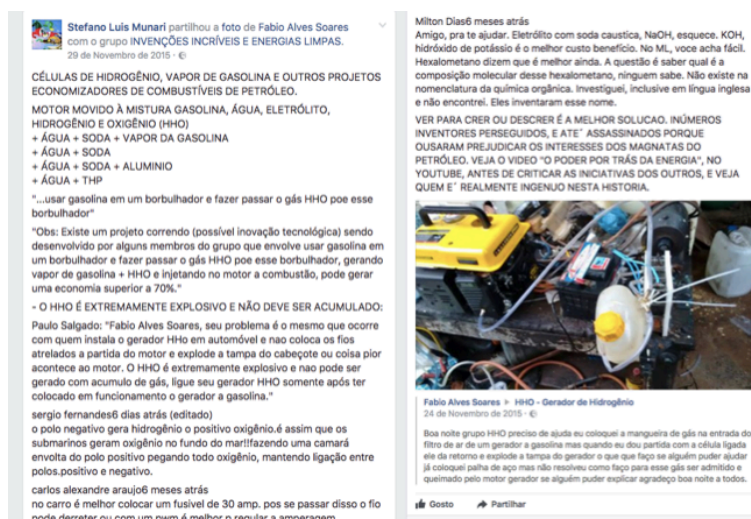 Stefano Luis Munari partilhou a foto de Fabio Alves Soares
com o grupo INVENÇÕES INCRÍVEIS E ENERGIAS LIMPAS.
29 de Novembro de 2015 ·
CÉLULAS DE HIDROGÊNIO, VAPOR DE GASOLINA E OUTROS PROJETOS
ECONOMIZADORES DE COMBUSTÍVEIS DE PETRÓLEO.
MOTOR MOVIDO À MISTURA GASOLINA, ÁGUA, ELETRÓLITO,
HIDROGÊNIO E OXIGÊNIO (HHO)
+ ÁGUA + SODA + VAPOR DA GASOLINA
+ ÁGUA + SODA
+ ÁGUA + SODA + ALUMINIO
+ ÁGUA + THP
"...usar gasolina em um borbulhador e fazer passar o gás HHO poe esse
borbulhador"
"Obs: Existe um projeto correndo (possível inovação tecnológica) sendo
desenvolvido por alguns membros do grupo que envolve usar gasolina em
um borbulhador e fazer passar o gás HHO poe esse borbulhador, gerando
vapor de gasolina + HHO e injetando no motor a combustão, pode gerar
uma economia superior a 70%."
- O HHO É EXTREMAMENTE EXPLOSIVO E NÃO DEVE SER ACUMULADO:
Paulo Salgado: "Fabio Alves Soares, seu problema é o mesmo que ocorre
com quem instala o gerador HHo em automóvel e nao coloca os fios
atrelados a partida do motor e explode a tampa do cabeçote ou coisa pior
acontece ao motor. O HHO é extremamente explosivo e nao pode ser
gerado com acumulo de gás, ligue seu gerador HHO somente após ter
colocado em funcionamento o gerador a gasolina."
sergio fernandes6 dias atrás (editado)
o polo negativo gera hidrogênio o positivo oxigênio.é assim que os
submarinos geram oxigênio no fundo do mar!!fazendo uma camará
envolta do polo positivo pegando todo oxigênio, mantendo ligação entre
polos.positivo e negativo.
carlos alexandre araujo6 meses atrás
no carro é melhor colocar um fusivel de 30 amp. pos se passar disso o fio
pode derreter ou com um pwm é melhor p regular a amperagem
Milton Dias6 meses atrás
Amigo, pra te ajudar. Eletrólito com soda caustica, NaOH, esquece. KOH,
hidróxido de potássio é o melhor custo benefício. No ML, voce acha fácil.
Hexalometano dizem que é melhor ainda. A questão é saber qual é a
composição molecular desse hexalometano, ninguem sabe. Não existe na
nomenclatura da química orgânica. Investiguei, inclusive em língua inglesa
e não encontrei. Eles inventaram esse nome.
VER PARA CRER OU DESCRER É A MELHOR SOLUCAO. INÚMEROS
INVENTORES PERSEGUIDOS, E ATE´ ASSASSINADOS PORQUE
OUSARAM PREJUDICAR OS INTERESSES DOS MAGNATAS DO
PETRÓLEO. VEJA O VIDEO "O PODER POR TRÁS DA ENERGIA", NO
YOUTUBE, ANTES DE CRITICAR AS INICIATIVAS DOS OUTROS, E VEJA
QUEM E´ REALMENTE INGENUO NESTA HISTORIA.
Fabio Alves Soares ▸ HHO - Gerador de Hidrogênio
24 de Novembro de 2015 ·
Boa noite grupo HHO preciso de ajuda eu coloquei a mangueira de gás na entrada do
filtro de ar de um gerador a gasolina mas quando eu dou partida com a célula ligada
ele da retorno e explode a tampa do gerador o que que faço se alguém puder ajudar
já coloquei palha de aço mas não resolveu como faço para esse gás ser admitido e
queimado pelo motor gerador se alguém puder explicar agradeço boa noite a todos.
Gosto Partilhar